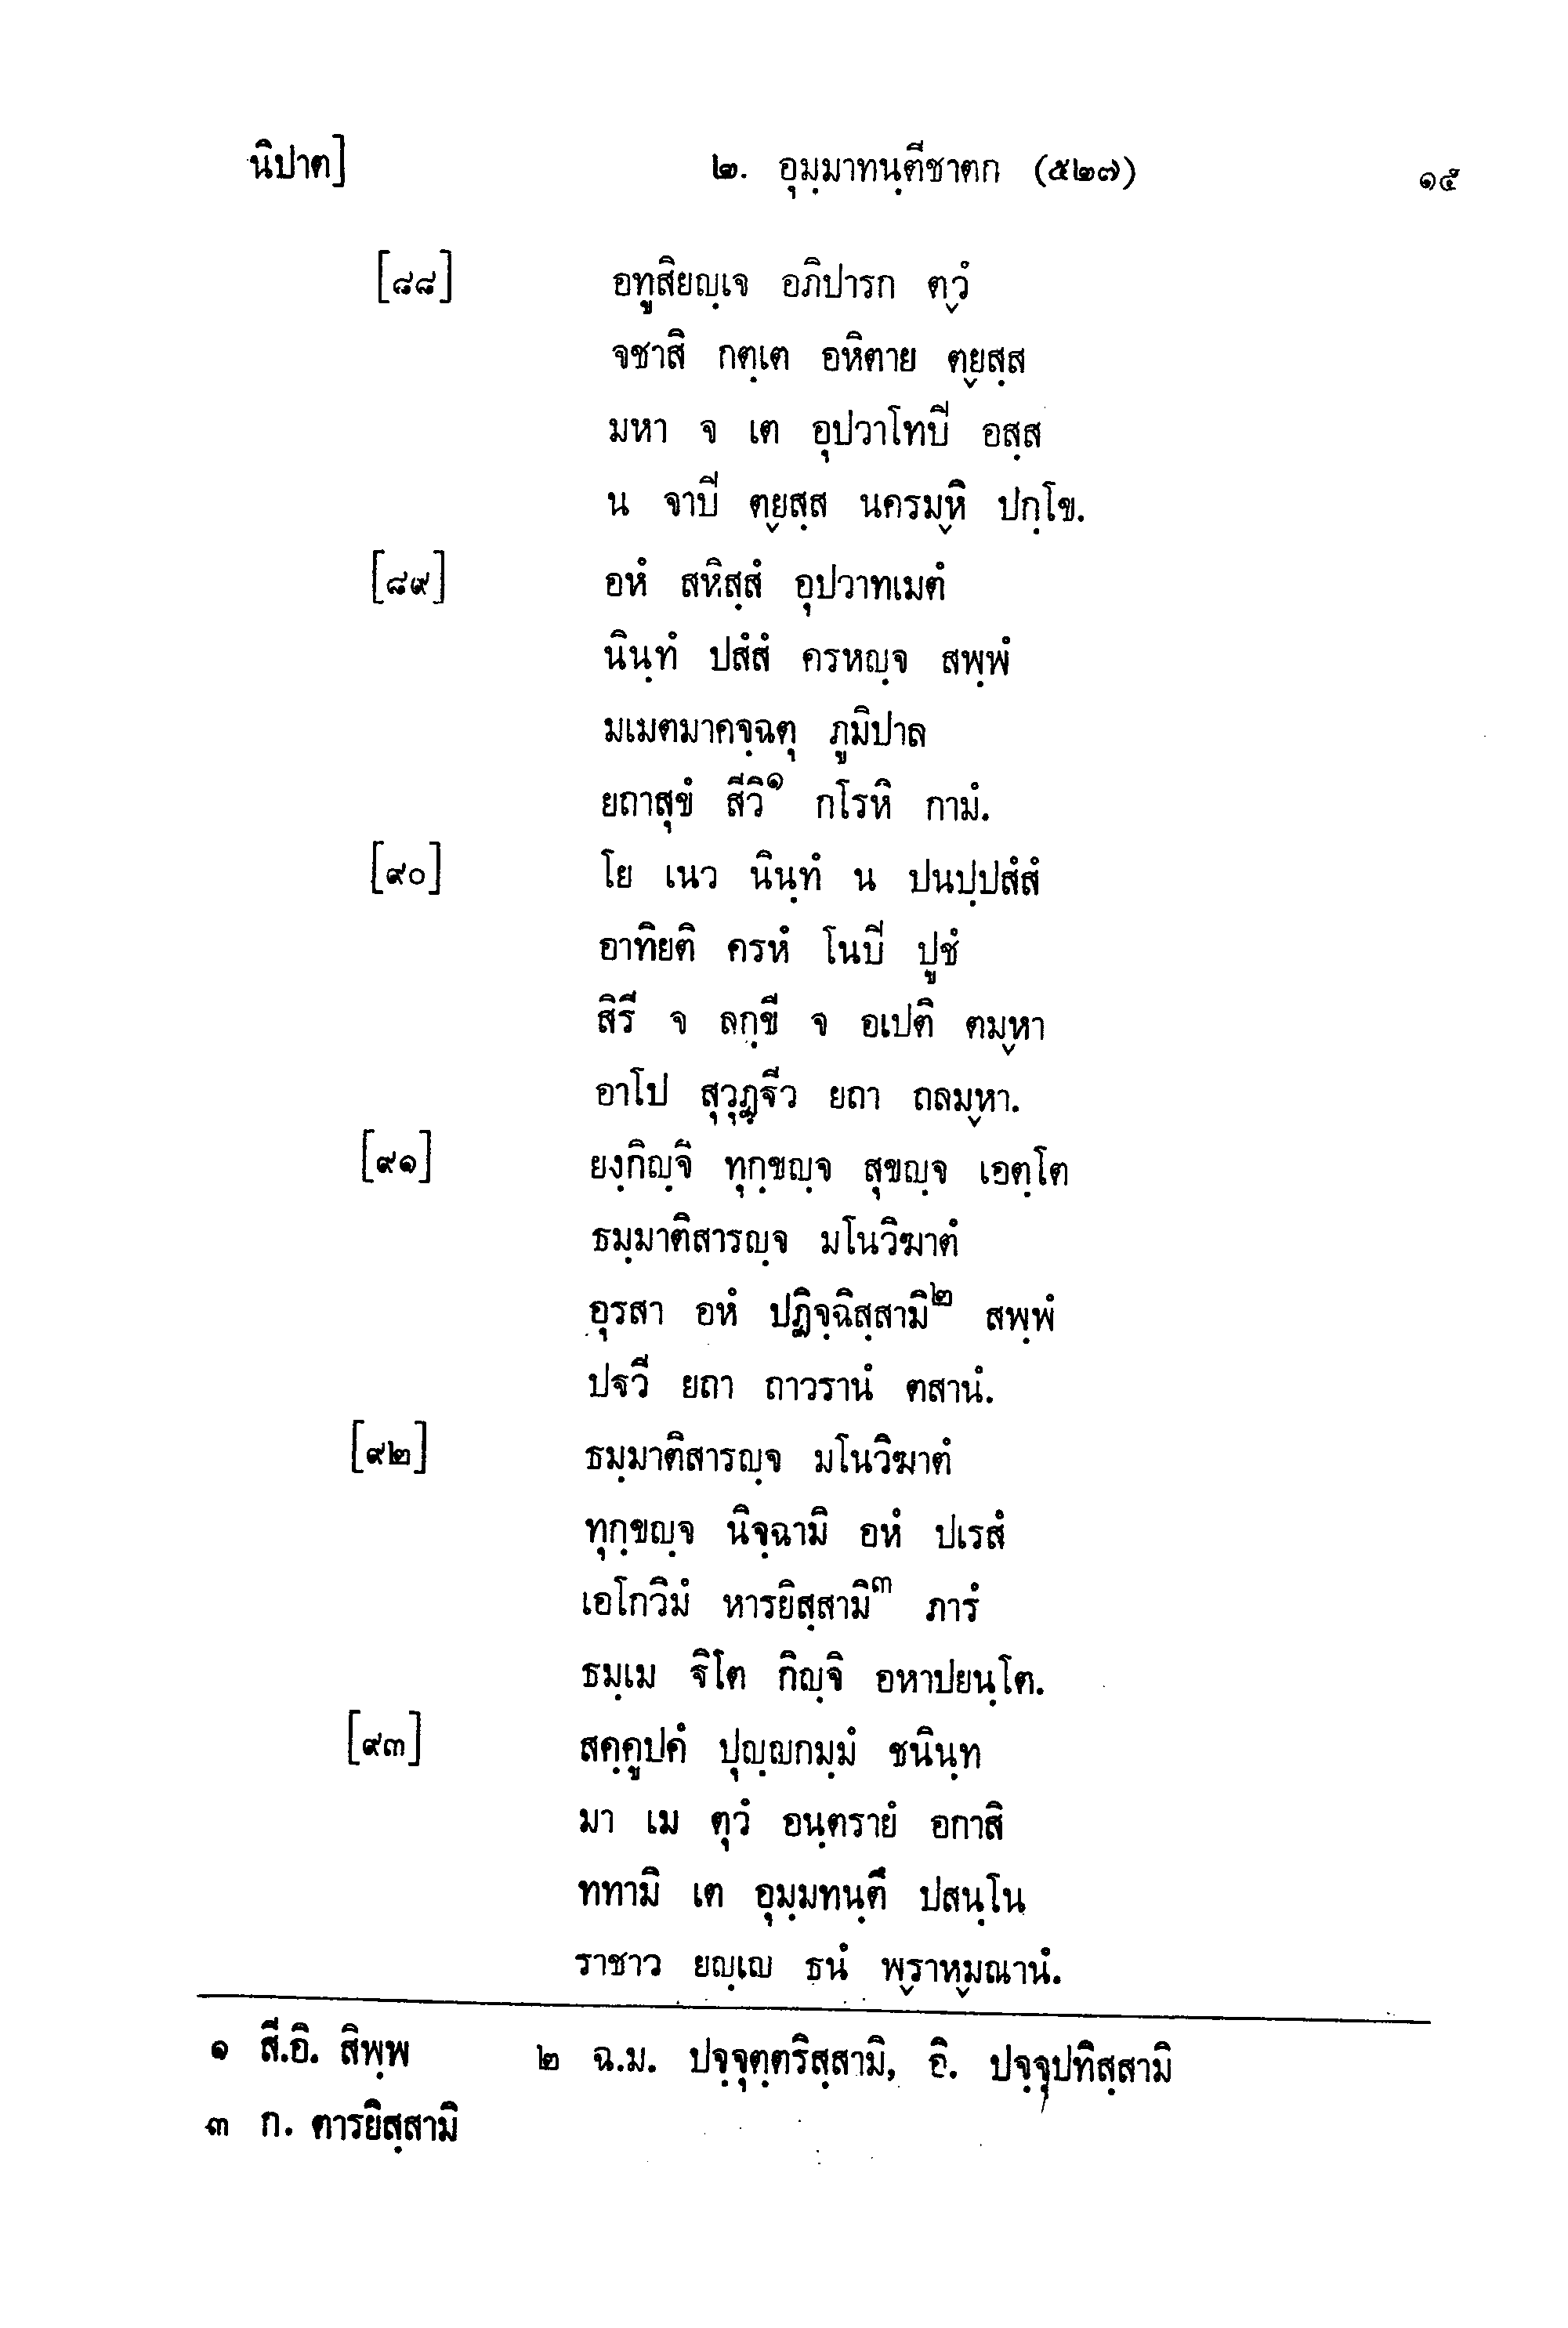 นิปาต] ๒. อุมฺมาทนฺตีชาตก (๕๒๗) ๑๕
[๘๘] อทูสิยญฺเจ อภิปารก ตฺวํ
จชาสิ กตฺเต อหิตาย ตฺยสฺส
มหา จ เต อุปวาโทปิ อสฺส
น จาปิ ตฺยสฺส นครมฺหิ ปกฺโข.
[๘๙] อหํ สหิสฺสํ อุปวาทเมตํ
นินฺทํ ปสํสํ ครหญฺจ สพฺพํ
มเมตมาคจฺฉตุ ภูมิปาล
ยถาสุขํ สีวิ๑ กโรหิ กามํ.
[๙๐] โย เนว นินฺทํ น ปนปฺปสํสํ
อาทิยติ ครหํ โนปิ ปูชํ
สิรี จ ลกฺขี จ อเปติ ตมฺหา
อาโป สุวุฏฺฐีว ยถา ถลมฺหา.
[๙๑] ยงฺกิญฺจิ ทุกฺขญฺจ สุขญฺจ เอตฺโต
ธมฺมาติสารญฺจ มโนวิฆาตํ
อุรสา อหํ ปฏิจฺฉิสฺสามิ๒ สพฺพํ
ปฐวี ยถา ถาวรานํ ตสานํ.
[๙๒] ธมฺมาติสารญฺจ มโนวิฆาตํ
ทุกฺขญฺจ นิจฺฉามิ อหํ ปเรสํ
เอโกวิมํ หารยิสฺสามิ๓ ภารํ
ธมฺเม ฐิโต กิญฺจิ อหาปยนฺโต.
[๙๓] สคฺคูปคํ ปุญฺญกมฺมํ ชนินฺท
มา เม ตุวํ อนฺตรายํ อกาสิ
ททามิ เต อุมฺมทนฺตึ ปสนฺโน
ราชาว ยญฺเญ ธนํ พฺราหฺมณานํ.
๑ สี.อิ. สิพฺพ ๒ ฉ.ม. ปจฺจุตฺตริสฺสามิ, อิ. ปจฺจุปทิสฺสามิ
๓ ก. ตารยิสฺสามิ